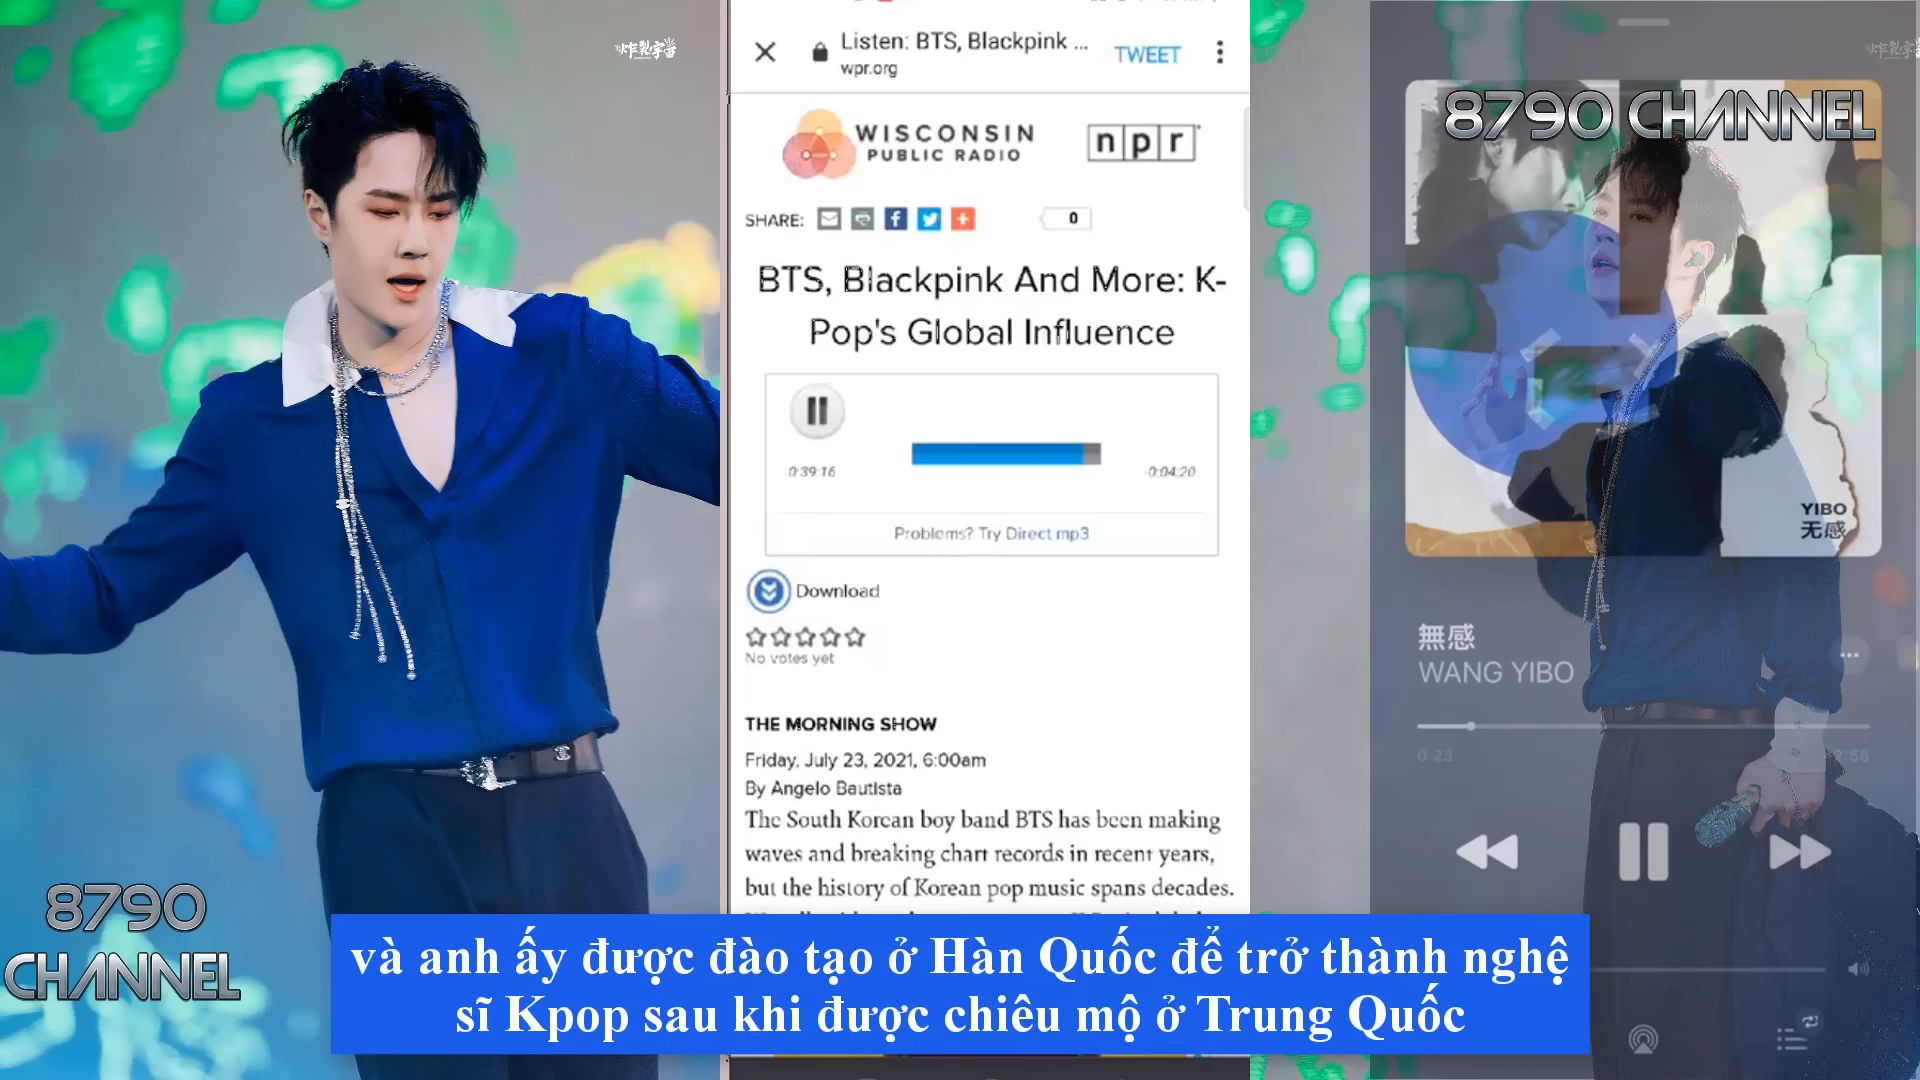 炸裂宇宙
8790
CHANNEL
Listen: BTS, Blackpink ...
wpr.org
TWEET
WISCONSIN
PUBLIC RADIO
npr
SHARE:
0
BTS, Blackpink And More: K-
Pop's Global Influence
0:39:16
-0:04:20
Problems? Try Direct mp3
Download
No votes yet
THE MORNING SHOW
Friday, July 23, 2021, 6:00am
By Angelo Bautista
The South Korean boy band BTS has been making
waves and breaking chart records in recent years,
but the history of Korean pop music spans decades.
và anh ấy được đào tạo ở Hàn Quốc để trở thành nghệ
sĩ Kpop sau khi được chiêu mộ ở Trung Quốc
8790 CHANNEL
YIBO
无感
無感
WANG YIBO
0:23
2:56